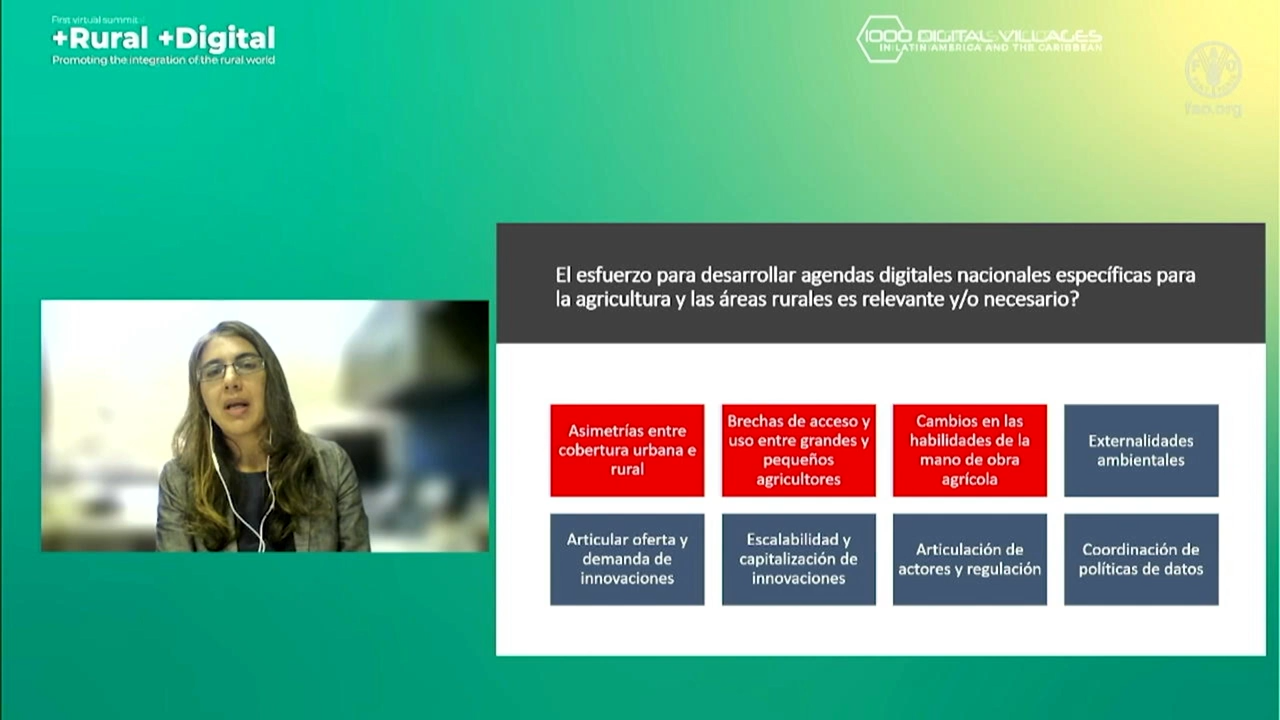 First virtual summit
+Rural +Digital
Promoting the integration of the rural world
1000 DIGITAL VILLAGES
IN LATIN AMERICA AND THE CARIBBEAN
FAO
fao.org
El esfuerzo para desarrollar agendas digitales nacionales específicas para
la agricultura y las áreas rurales es relevante y/o necesario?
Asimetrías entre
cobertura urbana e
rural
Brechas de acceso y
uso entre grandes y
pequeños
agricultores
Cambios en las
habilidades de la
mano de obra
agrícola
Externalidades
ambientales
Articular oferta y
demanda de
innovaciones
Escalabilidad y
capitalización de
innovaciones
Articulación de
actores y regulación
Coordinación de
políticas de datos